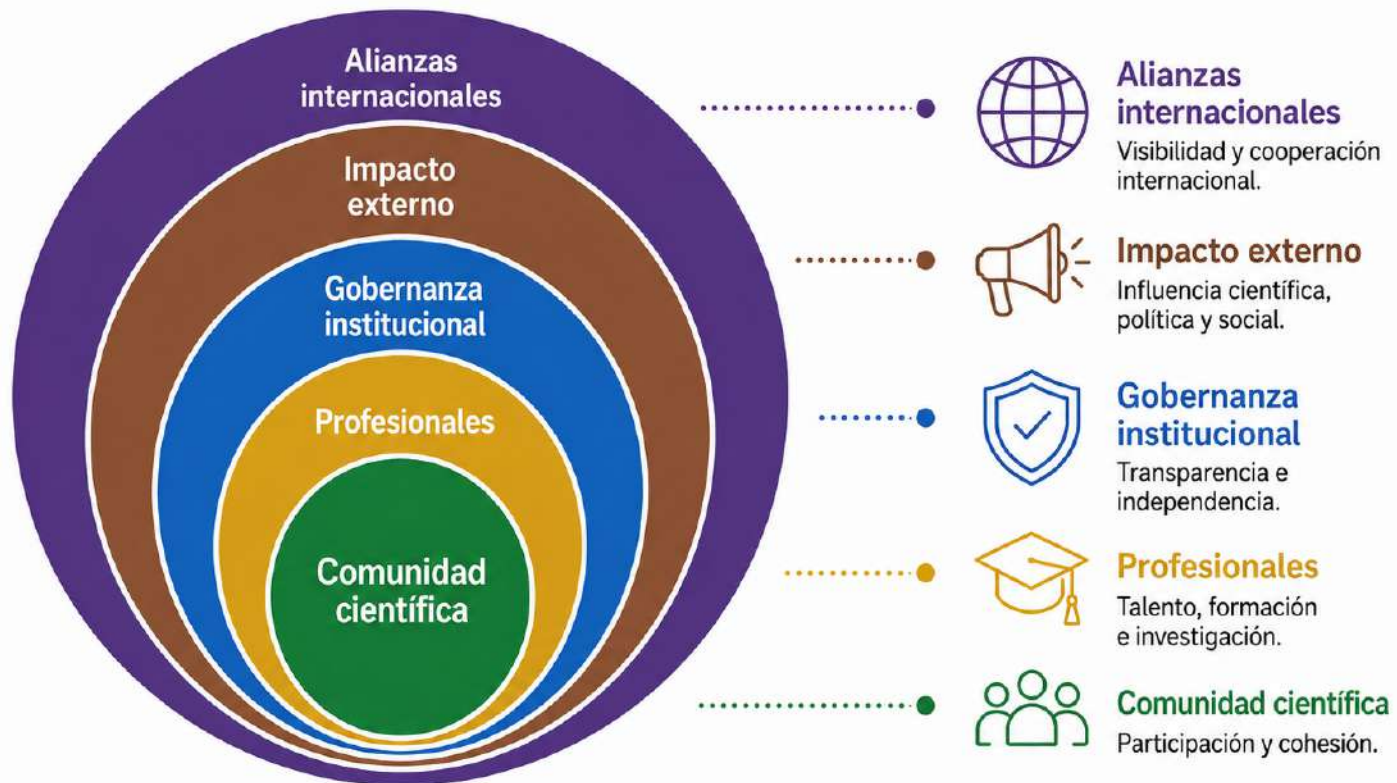 Alianzas
internacionales
Impacto
externo
Gobernanza
institucional
Profesionales
Comunidad
científica
Alianzas
internacionales
Visibilidad y cooperación
internacional.
Impacto externo
Influencia científica,
política y social.
Gobernanza
institucional
Transparencia e
independencia.
Profesionales
Talento, formación
e investigación.
Comunidad científica
Participación y cohesión.